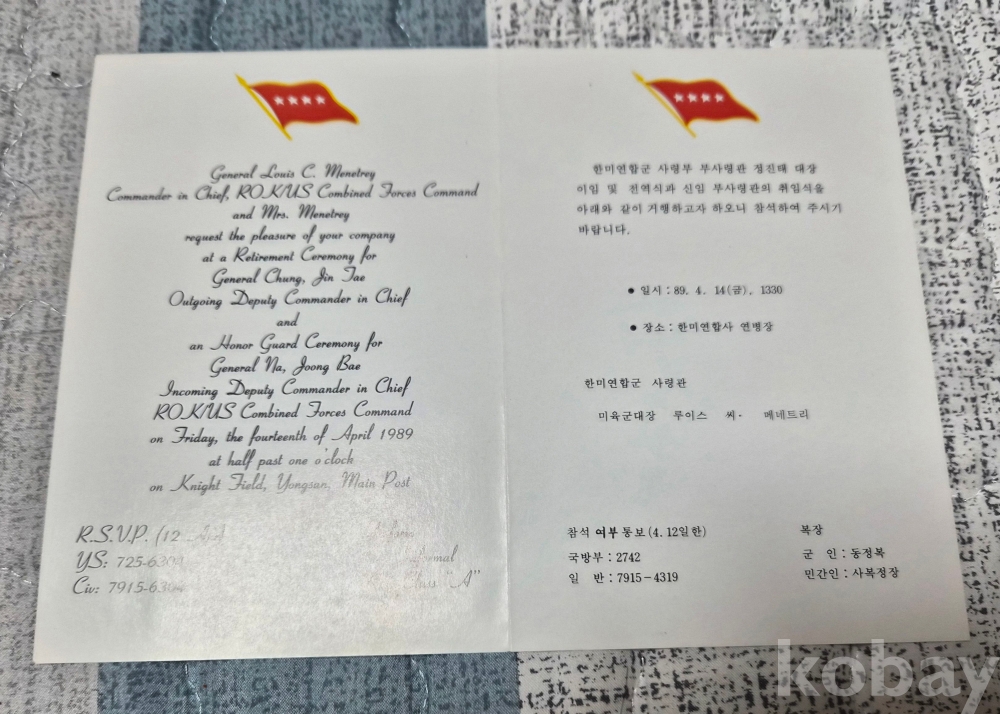 General Louis C. Menetrey
Commander in Chief, ROK/US Combined Forces Command
and Mrs. Menetrey
request the pleasure of your company
at a Retirement Ceremony for
General Chung, Jin Tae
Outgoing Deputy Commander in Chief
and
an Honor Guard Ceremony for
General Na, Joong Bae
Incoming Deputy Commander in Chief
ROK/US Combined Forces Command
on Friday, the fourteenth of April 1989
at half past one o'clock
on Knight Field, Yongsan, Main Post
R.S.V.P. (12
YS: 725-6304
Civ: 7915-6304
"A"
한미연합군 사령부 부사령관 정진태 대장
이임 및 전역식과 신임 부사령관의 취임식을
아래와 같이 거행하고자 하오니 참석하여 주시기
바랍니다.
● 일시 : 89. 4. 14(금), 1330
● 장소 : 한미연합사 연병장
한미연합군 사령관
미육군대장 루이스 씨· 메네트리
참석 여부 통보(4. 12일한)
국방부 : 2742
일 반 : 7915-4319
복장
군 인 : 동정복
민간인 : 사복정장
kobay